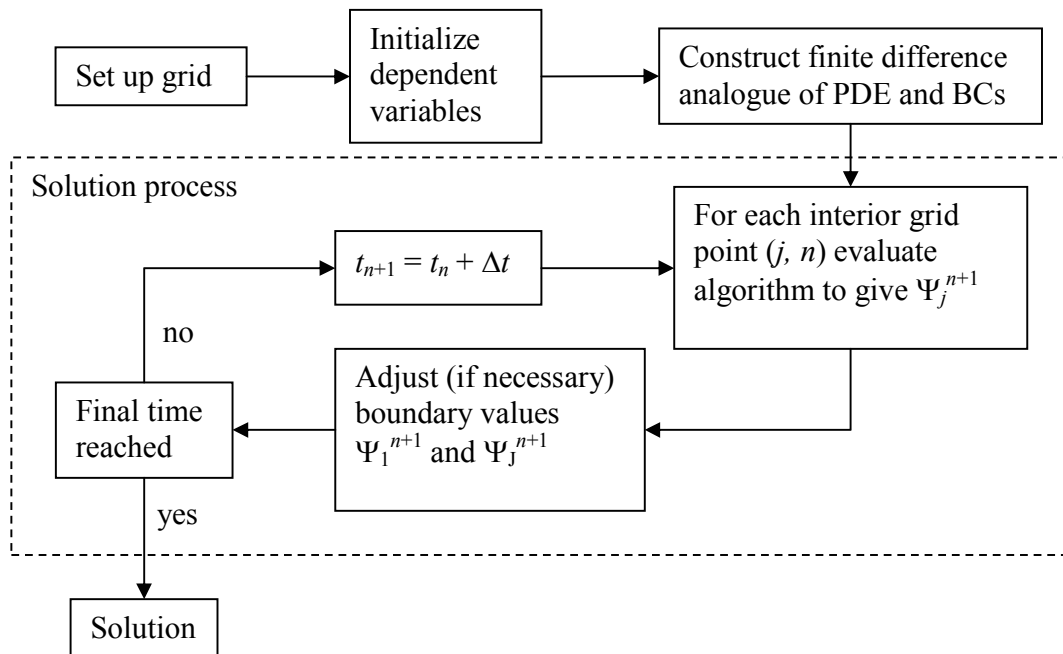 Set up grid
Initialize
dependent
variables
Construct finite difference
analogue of PDE and BCs
Solution process
For each interior grid
point (j, n) evaluate
algorithm to give Ψⱼⁿ⁺¹
tₙ₊₁ = tₙ + Δt
no
Adjust (if necessary)
boundary values
Ψ₁ⁿ⁺¹ and Ψ_Jⁿ⁺¹
Final time
reached
yes
Solution